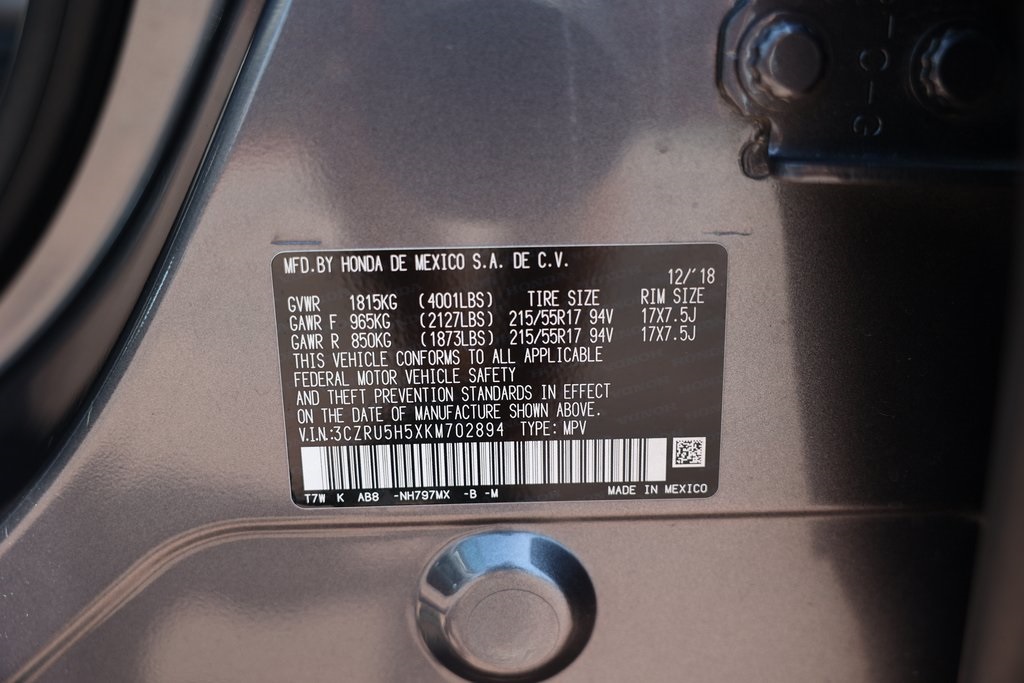 MFD.BY HONDA DE MEXICO S.A. DE C.V.
12/'18
GVWR 1815KG (4001LBS) TIRE SIZE RIM SIZE
GAWR F 965KG (2127LBS) 215/55R17 94V 17X7.5J
GAWR R 850KG (1873LBS) 215/55R17 94V 17X7.5J
THIS VEHICLE CONFORMS TO ALL APPLICABLE
FEDERAL MOTOR VEHICLE SAFETY
AND THEFT PREVENTION STANDARDS IN EFFECT
ON THE DATE OF MANUFACTURE SHOWN ABOVE.
V.I.N.:3CZRU5H5XKM702894 TYPE: MPV
T7W K AB8 -NH797MX -B -M MADE IN MEXICO